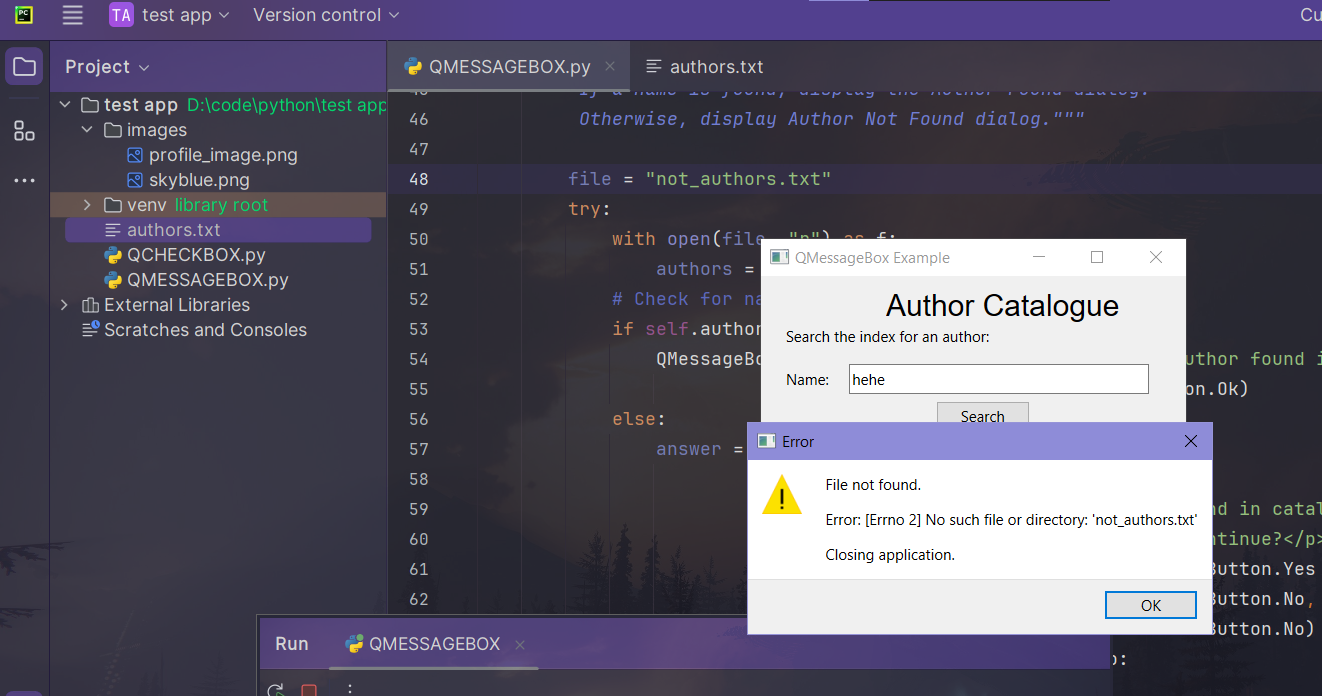 PC
TA test app Version control Cu
Project
QMESSAGEBOX.py
authors.txt
test app D:\code\python\test app
images
profile_image.png
skyblue.png
venv library root
authors.txt
QCHECKBOX.py
QMESSAGEBOX.py
External Libraries
Scratches and Consoles
46 Otherwise, display Author Not Found dialog."""
47
48 file = "not_authors.txt"
49 try:
50 with open(file, "r") as f:
51 authors =
52 # Check for na
53 if self.author
54 QMessageBo uthor found i
55 on.Ok)
56 else:
57 answer =
58
59 nd in catal
60 ntinue?</p>
61 Button.Yes
62 Button.No,
Button.No)
:
QMessageBox Example
Author Catalogue
Search the index for an author:
Name: hehe
Search
Error
File not found.
Error: [Errno 2] No such file or directory: 'not_authors.txt'
Closing application.
OK
Run QMESSAGEBOX